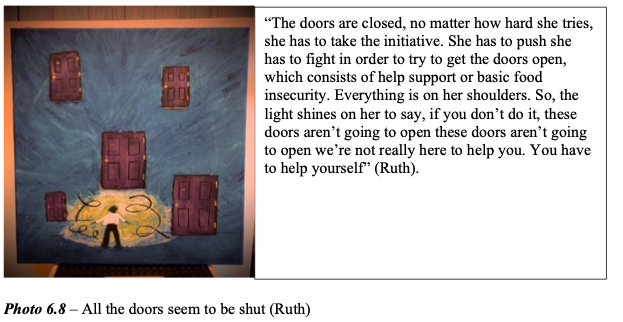 “The doors are closed, no matter how hard she tries,
she has to take the initiative. She has to push she
has to fight in order to try to get the doors open,
which consists of help support or basic food
insecurity. Everything is on her shoulders. So, the
light shines on her to say, if you don’t do it, these
doors aren’t going to open these doors aren’t going
to open we’re not really here to help you. You have
to help yourself” (Ruth).
Photo 6.8 – All the doors seem to be shut (Ruth)